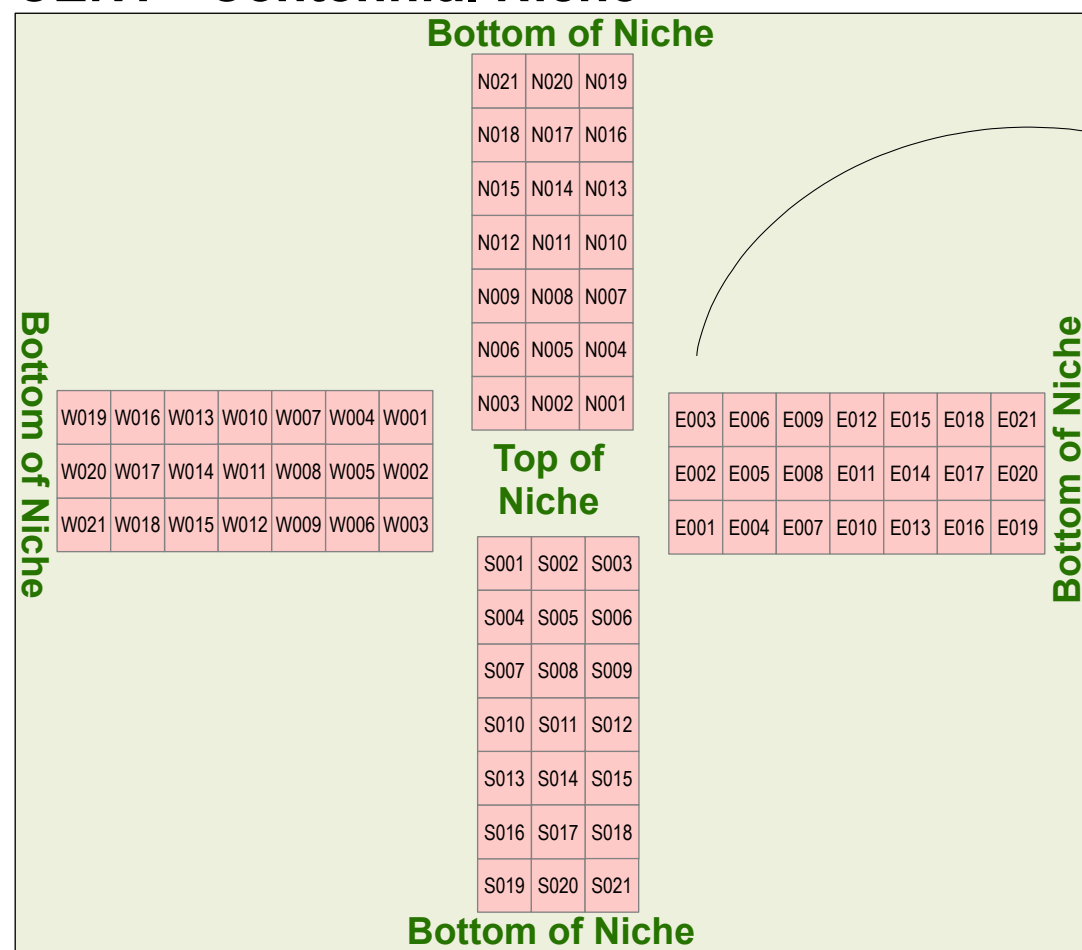 Bottom of Niche
N021 N020 N019
N018 N017 N016
N015 N014 N013
N012 N011 N010
N009 N008 N007
N006 N005 N004
N003 N002 N001
Bottom of Niche
W019 W016 W013 W010 W007 W004 W001
W020 W017 W014 W011 W008 W005 W002
W021 W018 W015 W012 W009 W006 W003
Top of
Niche
E003 E006 E009 E012 E015 E018 E021
E002 E005 E008 E011 E014 E017 E020
E001 E004 E007 E010 E013 E016 E019
Bottom of Niche
S001 S002 S003
S004 S005 S006
S007 S008 S009
S010 S011 S012
S013 S014 S015
S016 S017 S018
S019 S020 S021
Bottom of Niche